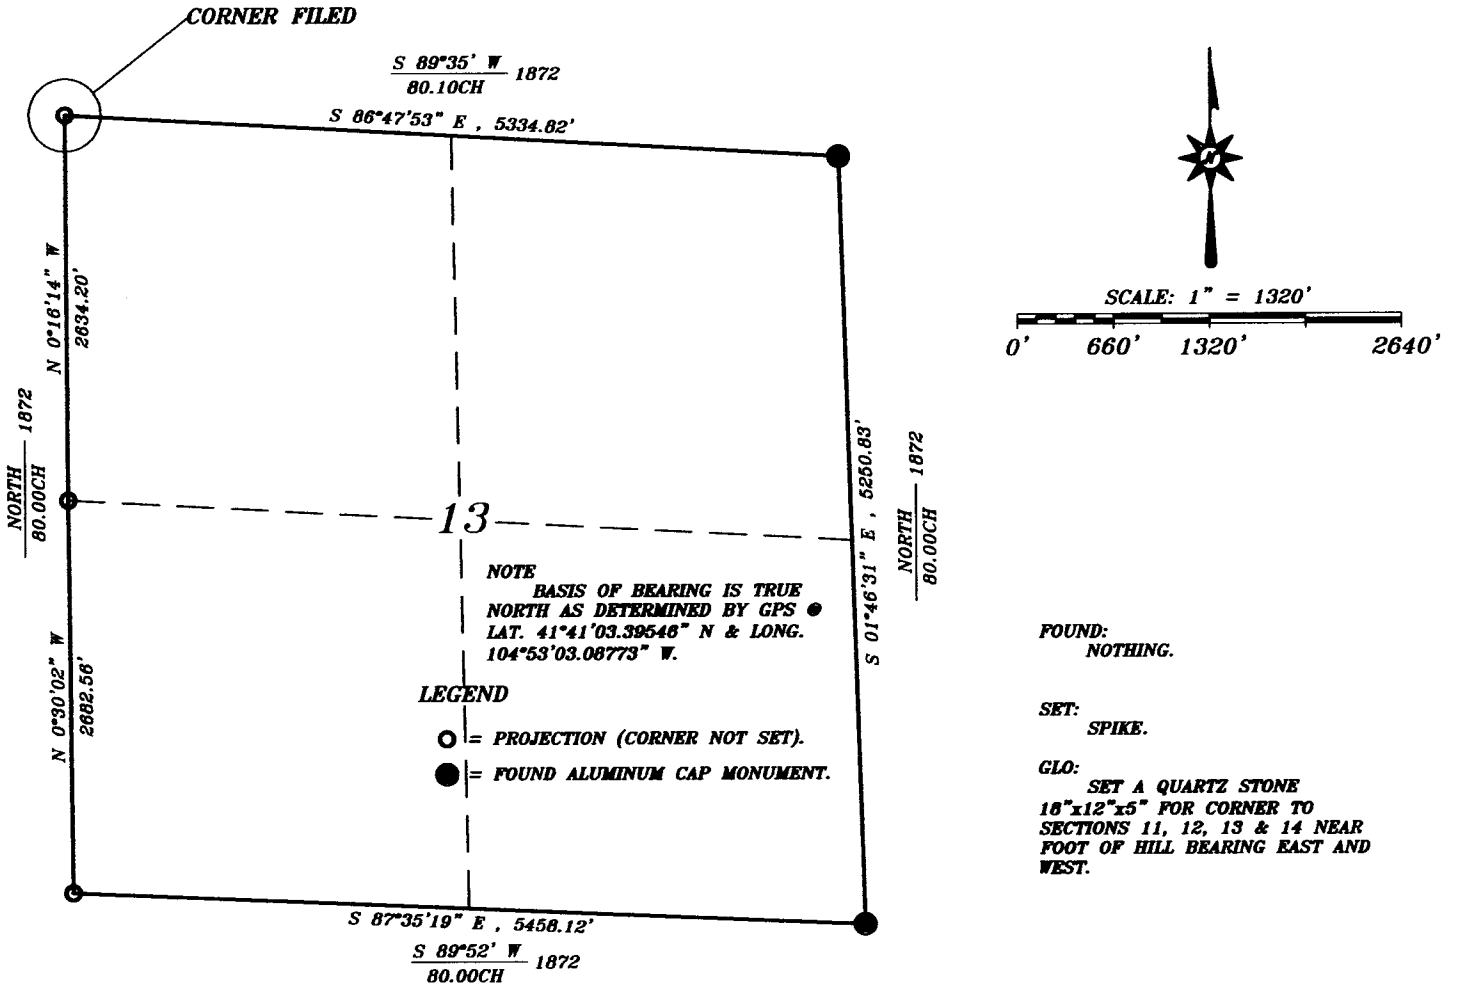 CORNER FILED
S 89°35' W
80.10CH
1872
S 86°47'53" E , 5334.82'
N 0°16'14" W
2634.20'
NORTH
80.00CH
1872
N 0°30'02" W
2682.56'
13
S 01°46'31" E , 5250.83'
NORTH
80.00CH
1872
NOTE
BASIS OF BEARING IS TRUE
NORTH AS DETERMINED BY GPS @
LAT. 41°41'03.39546" N & LONG.
104°53'03.08773" W.
LEGEND
= PROJECTION (CORNER NOT SET).
= FOUND ALUMINUM CAP MONUMENT.
S 87°35'19" E , 5458.12'
S 89°52' W
80.00CH
1872
N
SCALE: 1" = 1320'
0' 660' 1320' 2640'
FOUND:
NOTHING.
SET:
SPIKE.
GLO:
SET A QUARTZ STONE
18"x12"x5" FOR CORNER TO
SECTIONS 11, 12, 13 & 14 NEAR
FOOT OF HILL BEARING EAST AND
WEST.